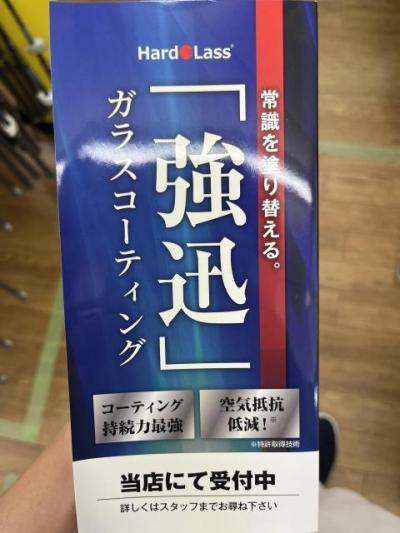 Hard Lass®
常識を塗り替える。
「強迅」
ガラスコーティング
コーティング
持続力最強
空気抵抗
低減!※
※特許取得技術
当店にて受付中
詳しくはスタッフまでお尋ね下さい